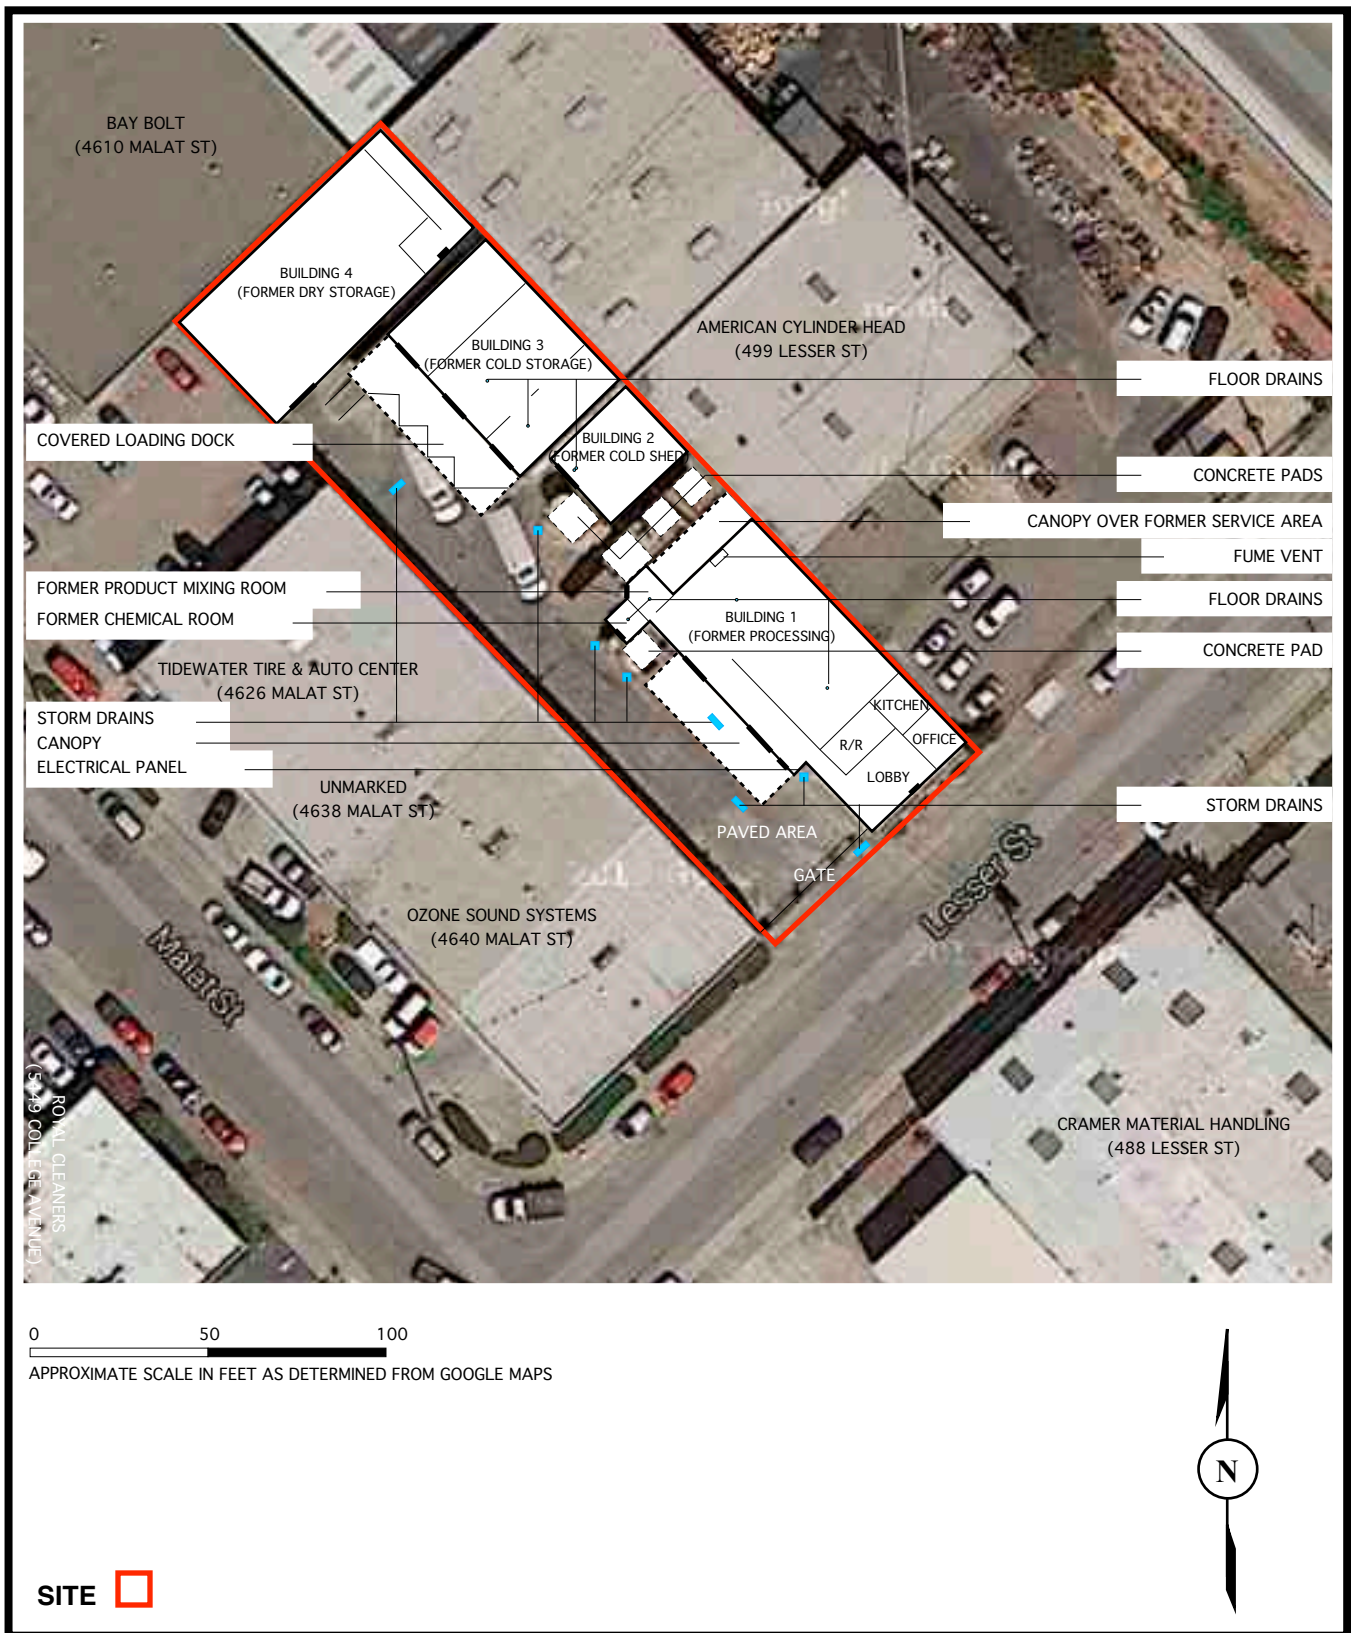 BAY BOLT
(4610 MALAT ST)
BUILDING 4
(FORMER DRY STORAGE)
BUILDING 3
(FORMER COLD STORAGE)
AMERICAN CYLINDER HEAD
(499 LESSER ST)
FLOOR DRAINS
COVERED LOADING DOCK
BUILDING 2
(FORMER COLD SHED)
CONCRETE PADS
CANOPY OVER FORMER SERVICE AREA
FUME VENT
FORMER PRODUCT MIXING ROOM
FLOOR DRAINS
FORMER CHEMICAL ROOM
BUILDING 1
(FORMER PROCESSING)
CONCRETE PAD
TIDEWATER TIRE & AUTO CENTER
(4626 MALAT ST)
KITCHEN
STORM DRAINS
CANOPY
OFFICE
R/R
ELECTRICAL PANEL
LOBBY
UNMARKED
(4638 MALAT ST)
STORM DRAINS
PAVED AREA
GATE
Lesser St
OZONE SOUND SYSTEMS
(4640 MALAT ST)
Malat St
ROYAL CLEANERS
(5449 COLLEGE AVENUE)
CRAMER MATERIAL HANDLING
(488 LESSER ST)
0 50 100
APPROXIMATE SCALE IN FEET AS DETERMINED FROM GOOGLE MAPS
N
SITE